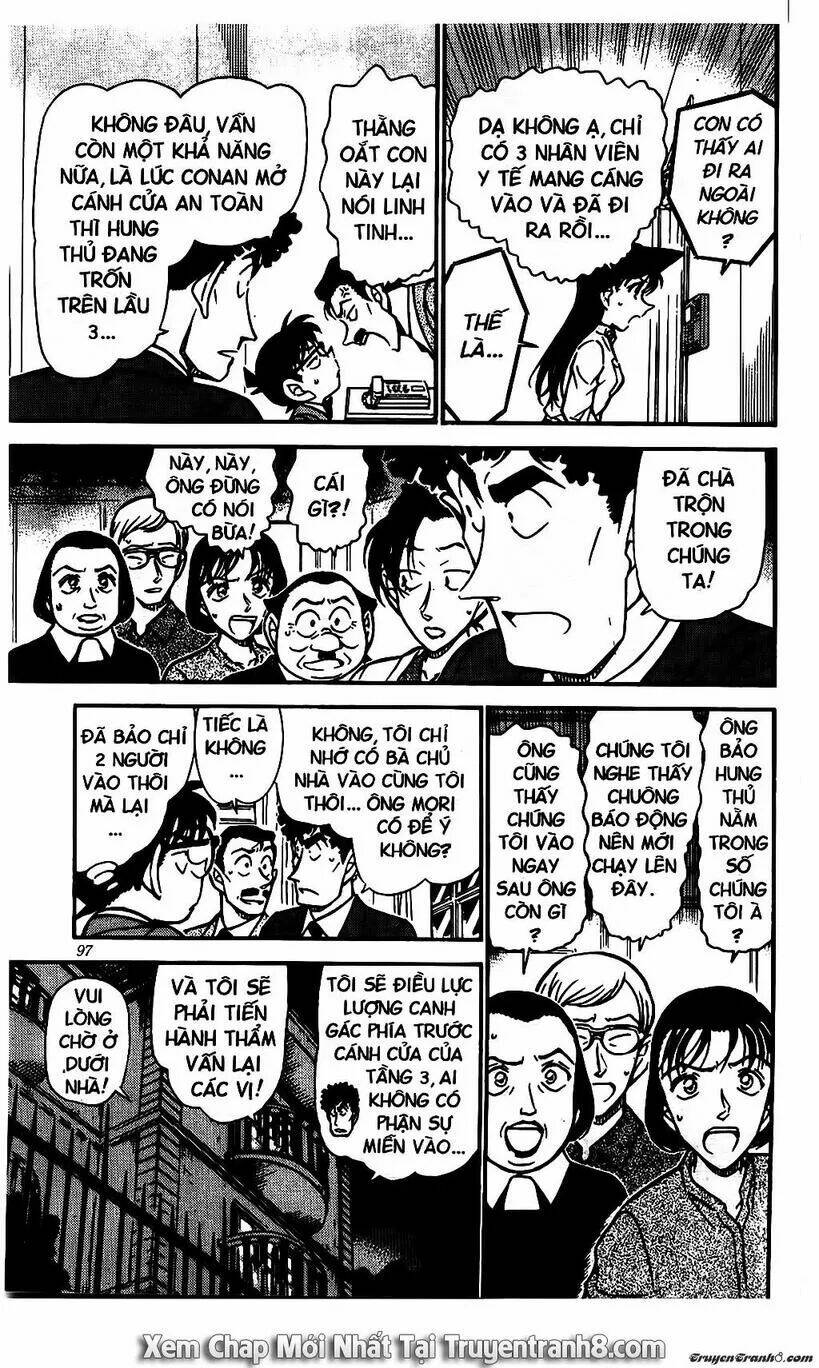 CON CÓ
THẤY AI
ĐI RA
NGOÀI
KHÔNG
?
DẠ KHÔNG Ạ, CHỈ
CÓ 3 NHÂN VIÊN
Y TẾ MANG CÁNG
VÀO VÀ ĐÃ ĐI
RA RỒI...
THẾ
LÀ...
THẰNG
OẮT CON
NÀY LẠI
NÓI LINH
TINH...
KHÔNG ĐÂU, VẪN
CÒN MỘT KHẢ NĂNG
NỮA, LÀ LÚC CONAN MỞ
CÁNH CỬA AN TOÀN
THÌ HUNG
THỦ ĐANG
TRỐN
TRÊN LẦU
3...
ĐÃ CHÀ
TRỘN
TRONG
CHÚNG
TA!
CÁI
GÌ?!
NÀY, NÀY,
ÔNG ĐỪNG
CÓ NÓI
BỪA!
ÔNG
BẢO
HUNG
THỦ
NẰM
TRONG
SỐ
CHÚNG
TÔI À
?
CHÚNG TÔI
NGHE THẤY
CHUÔNG
BÁO ĐỘNG
NÊN MỚI
CHẠY LÊN
ĐÂY.
ÔNG
CŨNG
THẤY
CHÚNG
TÔI VÀO
NGAY
SAU ÔNG
CÒN GÌ
?
KHÔNG, TÔI CHỈ
NHỚ CÓ BÀ CHỦ
NHÀ VÀO CÙNG TÔI
THÔI... ÔNG MORI
CÓ ĐỂ Ý
KHÔNG?
TIẾC LÀ
KHÔNG
...
ĐÃ BẢO CHỈ
2 NGƯỜI
VÀO THÔI
MÀ LẠI
...
97
TÔI SẼ ĐIỀU LỰC
LƯỢNG CANH
GÁC PHÍA TRƯỚC
CÁNH CỬA CỦA
TẦNG 3, AI
KHÔNG CÓ
PHẬN SỰ
MIỄN VÀO...
VÀ TÔI SẼ
PHẢI TIẾN
HÀNH THẨM
VẤN LẠI
CÁC VỊ!
VUI
LÒNG
CHỜ Ở
DƯỚI
NHÀ!
Xem Chap Mới Nhất Tại Truyentranh8.com
TruyenTranh8.com